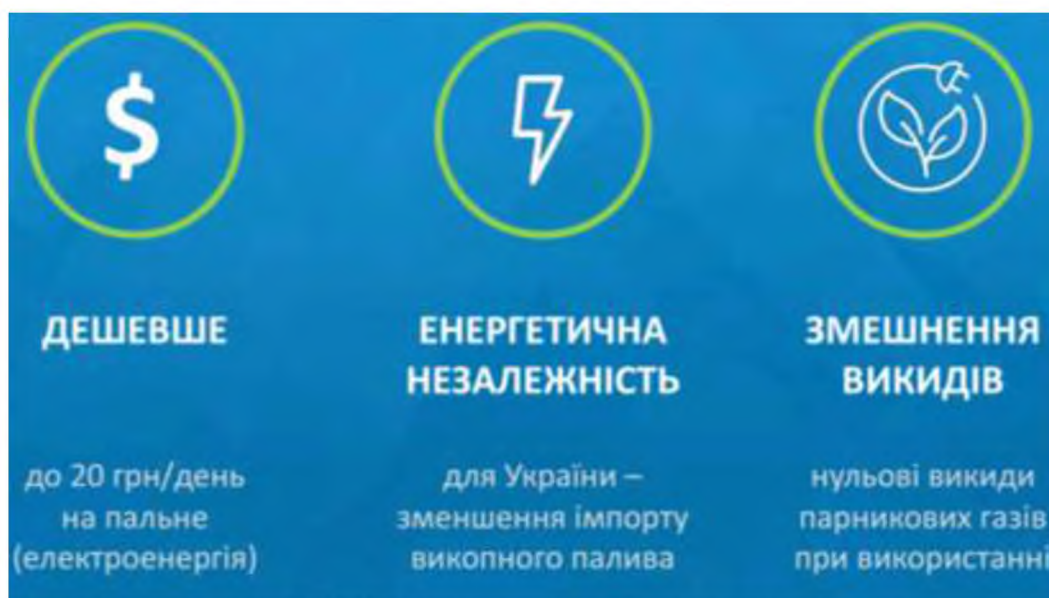 $
ДЕШЕВШЕ
до 20 грн/день
на пальне
(електроенергія)
ЕНЕРГЕТИЧНА
НЕЗАЛЕЖНІСТЬ
для України –
зменшення імпорту
викопного палива
ЗМЕШНЕННЯ
ВИКИДІВ
нульові викиди
парникових газів
при використанні